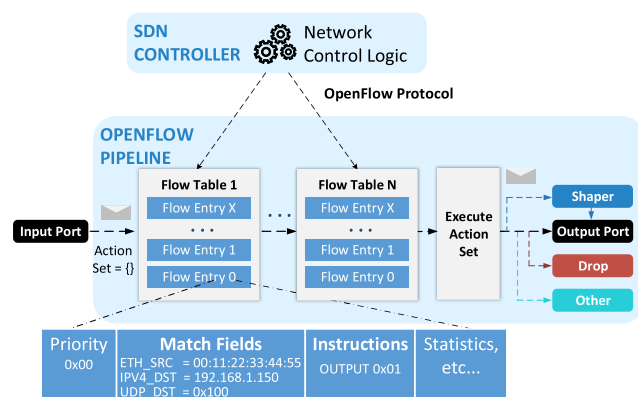 SDN
CONTROLLER
Network
Control Logic
OpenFlow Protocol
OPENFLOW
PIPELINE
Flow Table 1
Flow Entry X
...
Flow Entry 1
Flow Entry 0
...
Flow Table N
Flow Entry X
...
Flow Entry 1
Flow Entry 0
Input Port
Action
Set = {}
Execute
Action
Set
Shaper
Output Port
Drop
Other
Priority
0x00
Match Fields
ETH_SRC = 00:11:22:33:44:55
IPV4_DST = 192.168.1.150
UDP_DST = 0x100
Instructions
OUTPUT 0x01
Statistics,
etc...